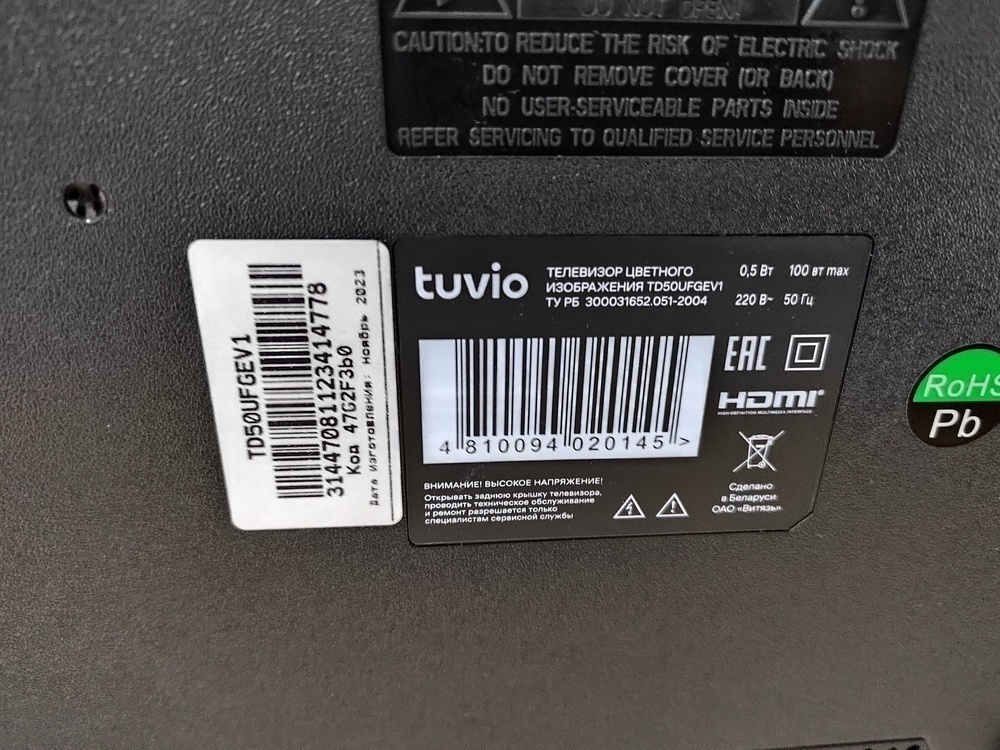 DO NOT OPEN!
CAUTION:TO REDUCE THE RISK OF ELECTRIC SHOCK
DO NOT REMOVE COVER (OR BACK)
NO USER-SERVICEABLE PARTS INSIDE
REFER SERVICING TO QUALIFIED SERVICE PERSONNEL
TD50UFGEV1
31447081123414778
Код 47G2F3b0
Дата изготовления: Ноябрь 2023
tuvio
ТЕЛЕВИЗОР ЦВЕТНОГО
ИЗОБРАЖЕНИЯ TD50UFGEV1
ТУ РБ 300031652.051-2004
0,5 Вт 100 вт max
220 В~ 50 Гц
4 810094 020145 >
EAC
HDMI®
HIGH-DEFINITION MULTIMEDIA INTERFACE
ВНИМАНИЕ! ВЫСОКОЕ НАПРЯЖЕНИЕ!
Открывать заднюю крышку телевизора,
проводить техническое обслуживание
и ремонт разрешается только
специалистам сервисной службы
Сделано
в Беларуси
ОАО «Витязь»
RoHS
Pb